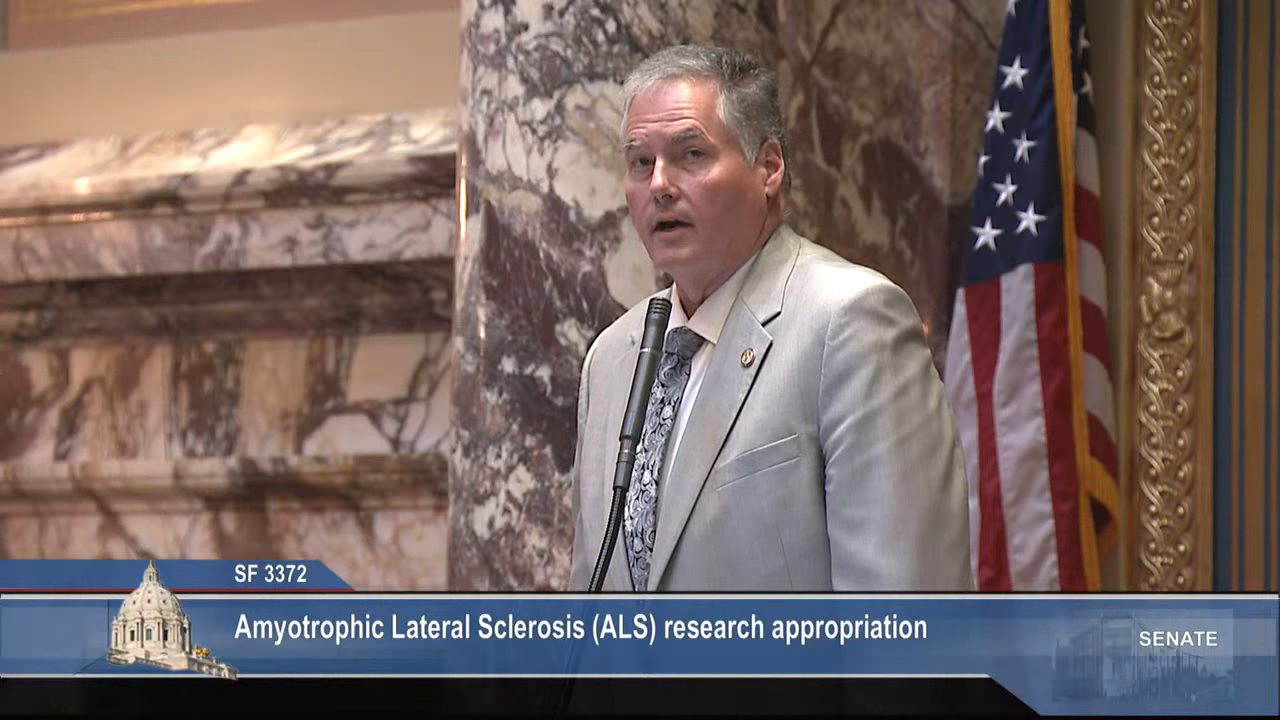 SF 3372
Amyotrophic Lateral Sclerosis (ALS) research appropriation
SENATE